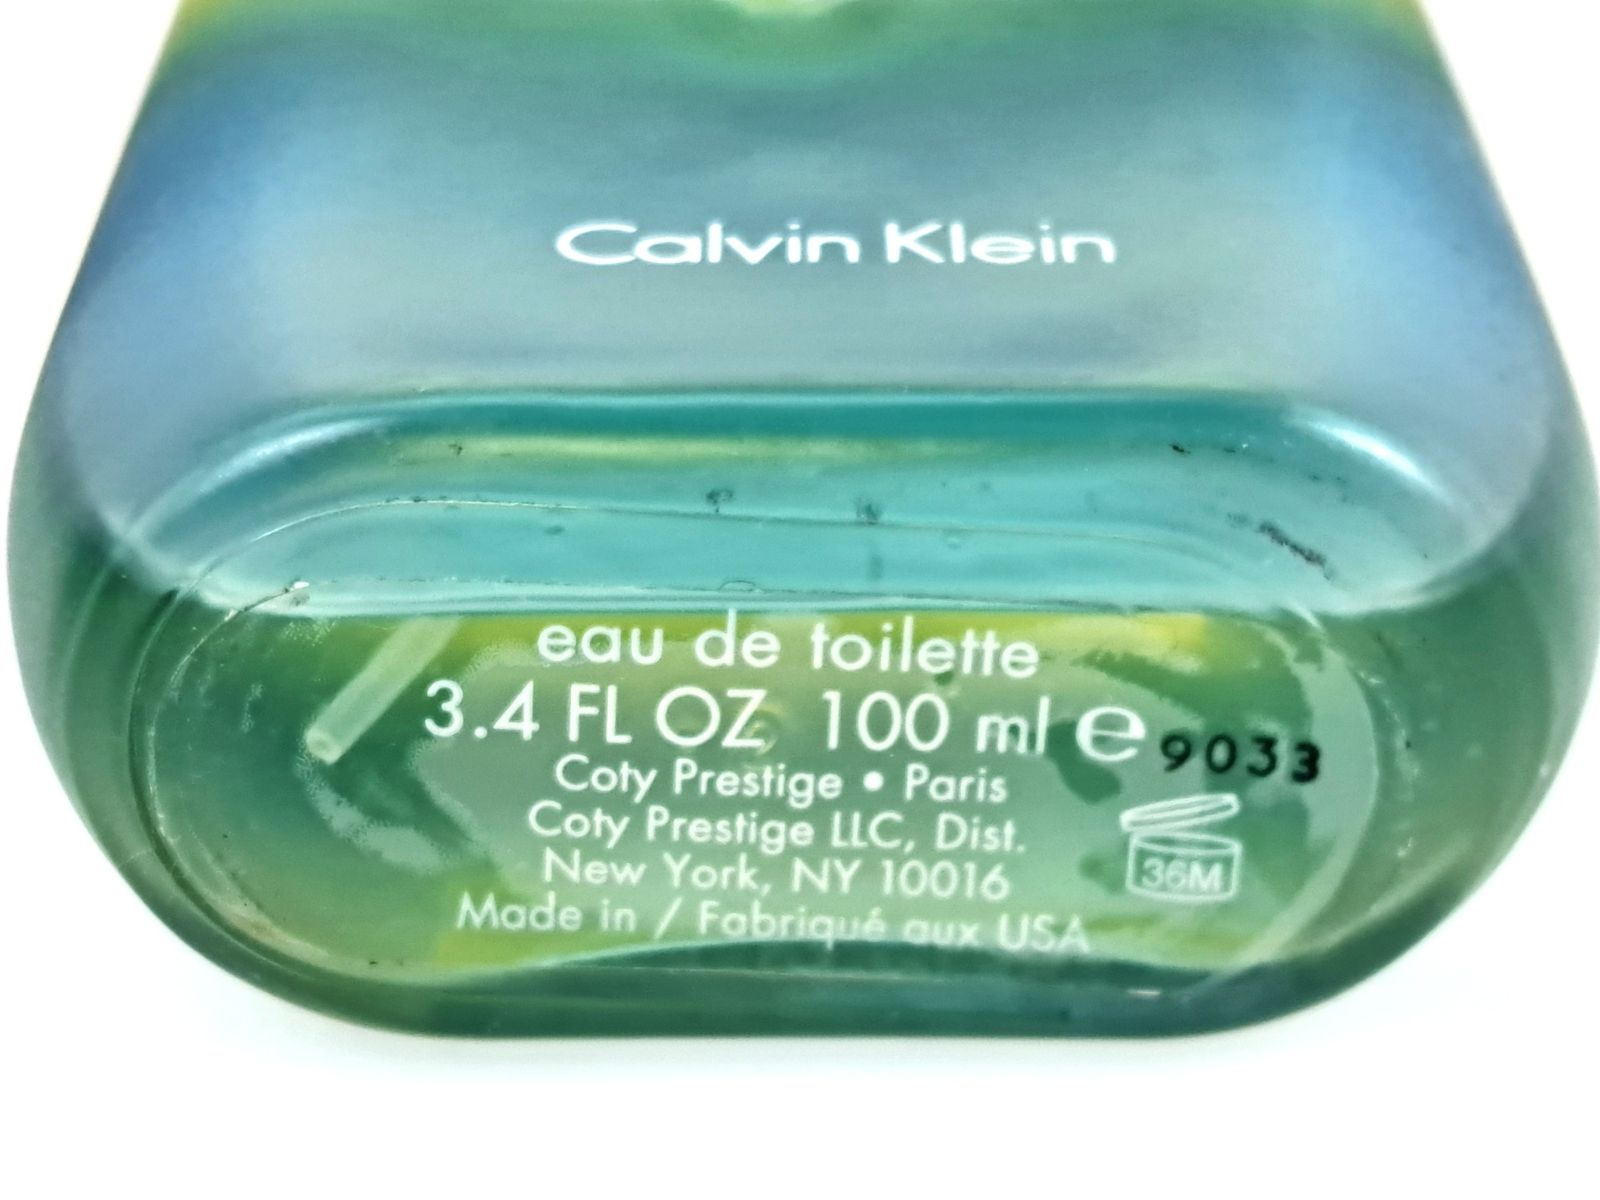 Calvin Klein
eau de toilette
3.4 FL OZ 100 ml ℮ 9033
Coty Prestige • Paris
Coty Prestige LLC, Dist.
36M
New York, NY 10016
Made in / Fabriqué aux USA